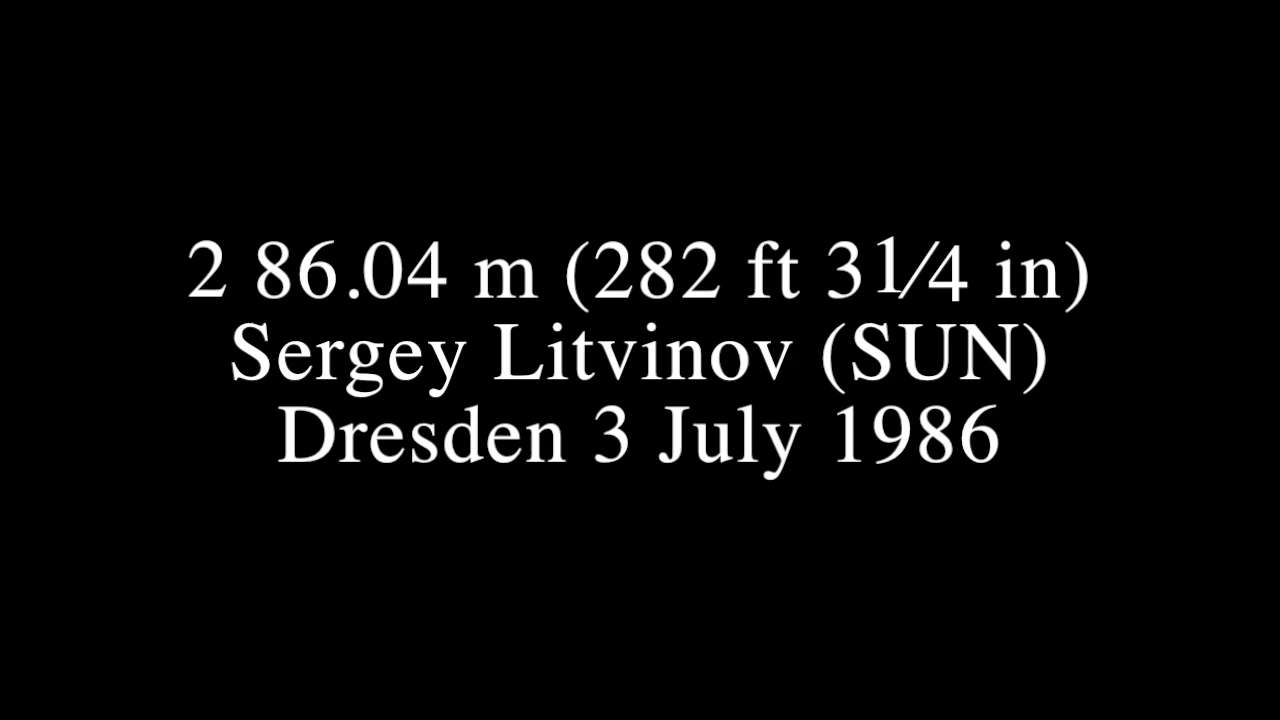 2 86.04 m (282 ft 31⁄4 in)
Sergey Litvinov (SUN)
Dresden 3 July 1986